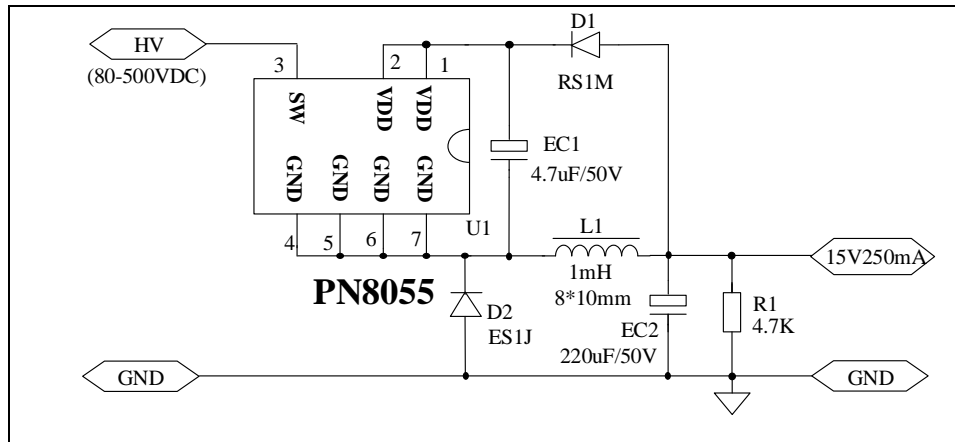 D1
HV
(80-500VDC)
3
2
1
RS1M
SW
VDD
VDD
GND
GND
GND
GND
EC1
4.7uF/50V
4
5
6
7
U1
L1
1mH
8*10mm
15V250mA
PN8055
D2
ES1J
EC2
220uF/50V
R1
4.7K
GND
GND